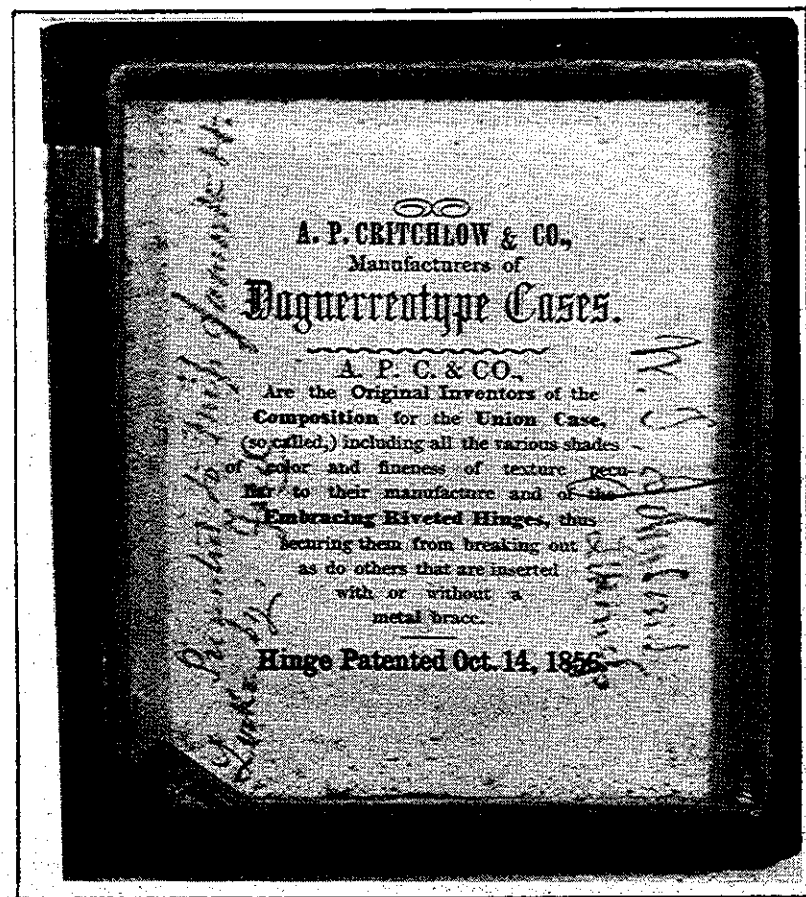 A. P. CRITCHLOW & CO.,
Manufacturers of
Daguerreotype Cases.
A. P. C. & CO.,
Are the Original Inventors of the
Composition for the Union Case,
(so called,) including all the various shades
of color and fineness of texture pecu-
liar to their manufacture and of the
Embracing Riveted Hinges, thus
securing them from breaking out
as do others that are inserted
with or without a
metal brace.
Hinge Patented Oct. 14, 1856.
Presented to Miss